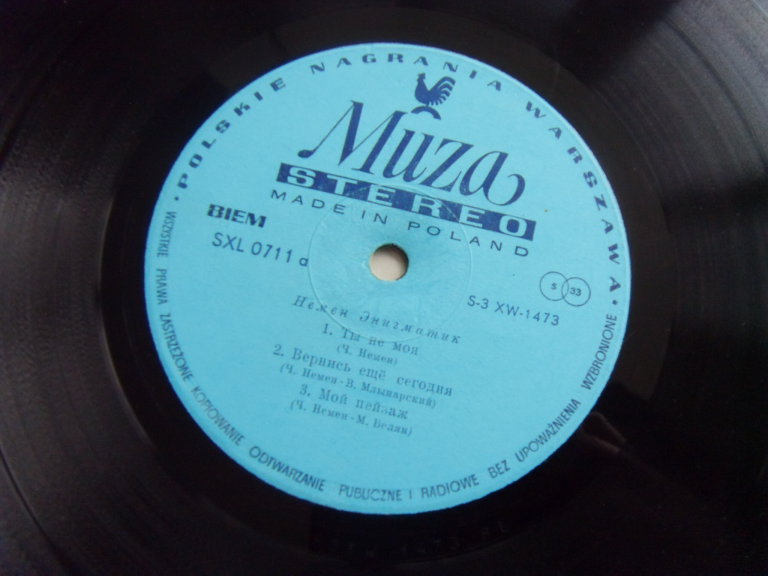 • POLSKIE NAGRANIA WARSZAWA •
Muza
STEREO
MADE IN POLAND
BIEM
SXL 0711 a
S 33
S-3 XW-1473
Немен Энигматик
1. Ты не моя
(Ч. Немен)
2. Вернись ещё сегодня
(Ч. Немен - В. Млынарский)
3. Мой пейзаж
(Ч. Немен - М. Белян)
WSZYSTKIE PRAWA ZASTRZEŻONE KOPIOWANIE ODTWARZANIE PUBLICZNE I RADIOWE BEZ UPOWAŻNIENIA WZBRONIONE